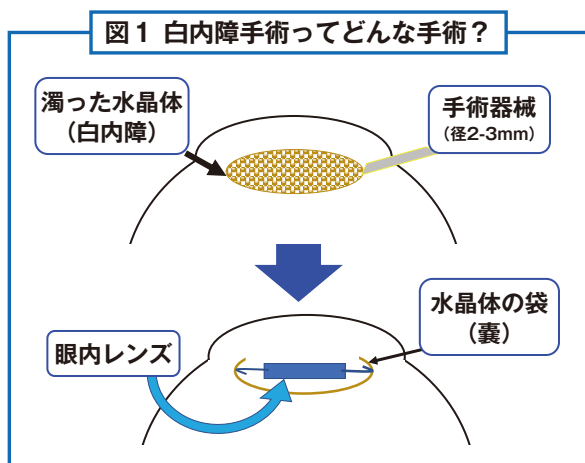 図1 白内障手術ってどんな手術？
濁った水晶体
（白内障）
手術器械
（径2-3mm）
水晶体の袋
（嚢）
眼内レンズ